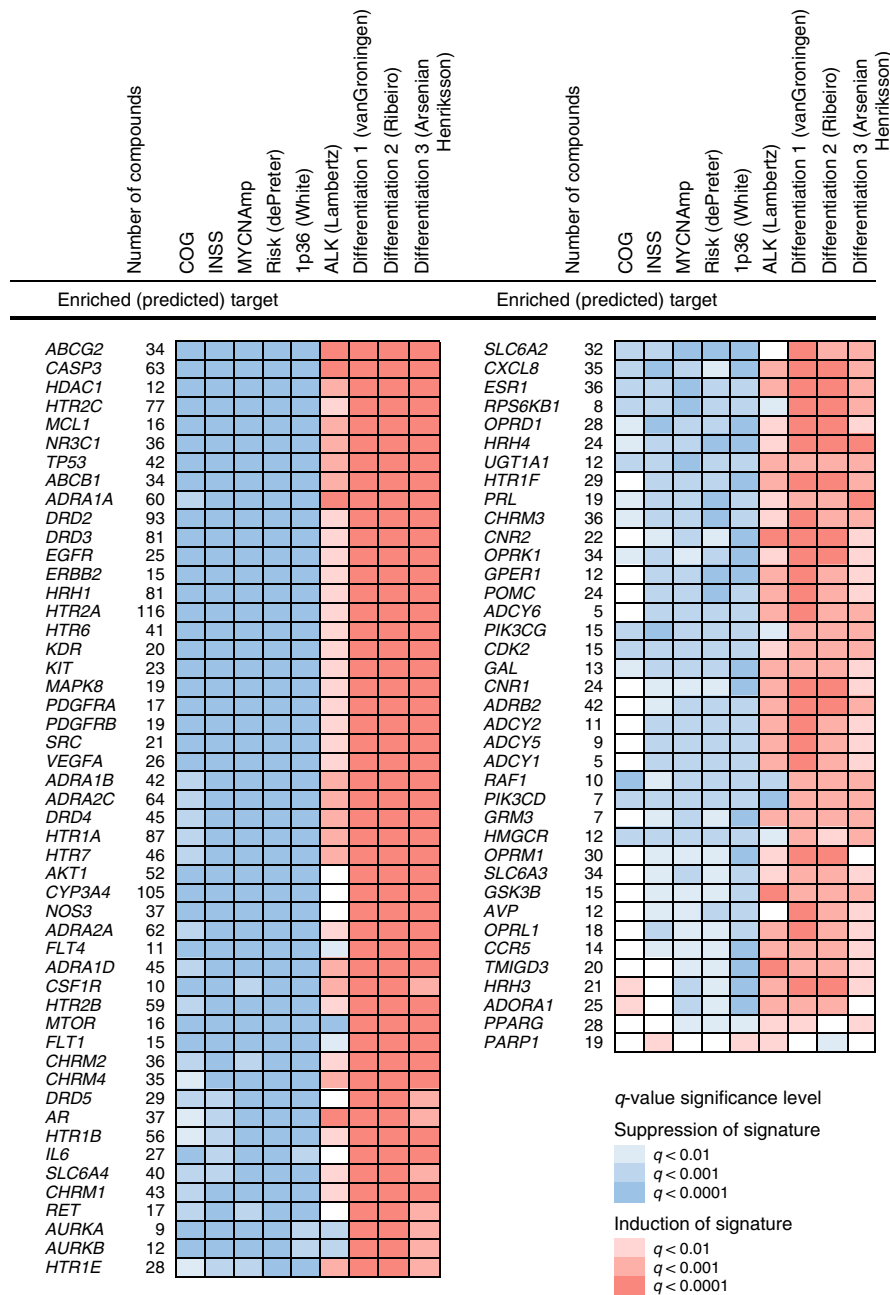 Number of compounds
COG
INSS
MYCNAmp
Risk (dePreter)
1p36 (White)
ALK (Lambertz)
Differentiation 1 (vanGroningen)
Differentiation 2 (Ribeiro)
Differentiation 3 (Arsenian
Henriksson)
Number of compounds
COG
INSS
MYCNAmp
Risk (dePreter)
1p36 (White)
ALK (Lambertz)
Differentiation 1 (vanGroningen)
Differentiation 2 (Ribeiro)
Differentiation 3 (Arsenian
Henriksson)
Enriched (predicted) target
Enriched (predicted) target
ABCG2 34
CASP3 63
HDAC1 12
HTR2C 77
MCL1 16
NR3C1 36
TP53 42
ABCB1 34
ADRA1A 60
DRD2 93
DRD3 81
EGFR 25
ERBB2 15
HRH1 81
HTR2A 116
HTR6 41
KDR 20
KIT 23
MAPK8 19
PDGFRA 17
PDGFRB 19
SRC 21
VEGFA 26
ADRA1B 42
ADRA2C 64
DRD4 45
HTR1A 87
HTR7 46
AKT1 52
CYP3A4 105
NOS3 37
ADRA2A 62
FLT4 11
ADRA1D 45
CSF1R 10
HTR2B 59
MTOR 16
FLT1 15
CHRM2 36
CHRM4 35
DRD5 29
AR 37
HTR1B 56
IL6 27
SLC6A4 40
CHRM1 43
RET 17
AURKA 9
AURKB 12
HTR1E 28
SLC6A2 32
CXCL8 35
ESR1 36
RPS6KB1 8
OPRD1 28
HRH4 24
UGT1A1 12
HTR1F 29
PRL 19
CHRM3 36
CNR2 22
OPRK1 34
GPER1 12
POMC 24
ADCY6 5
PIK3CG 15
CDK2 15
GAL 13
CNR1 24
ADRB2 42
ADCY2 11
ADCY5 9
ADCY1 5
RAF1 10
PIK3CD 7
GRM3 7
HMGCR 12
OPRM1 30
SLC6A3 34
GSK3B 15
AVP 12
OPRL1 18
CCR5 14
TMIGD3 20
HRH3 21
ADORA1 25
PPARG 28
PARP1 19
q-value significance level
Suppression of signature
q < 0.01
q < 0.001
q < 0.0001
Induction of signature
q < 0.01
q < 0.001
q < 0.0001